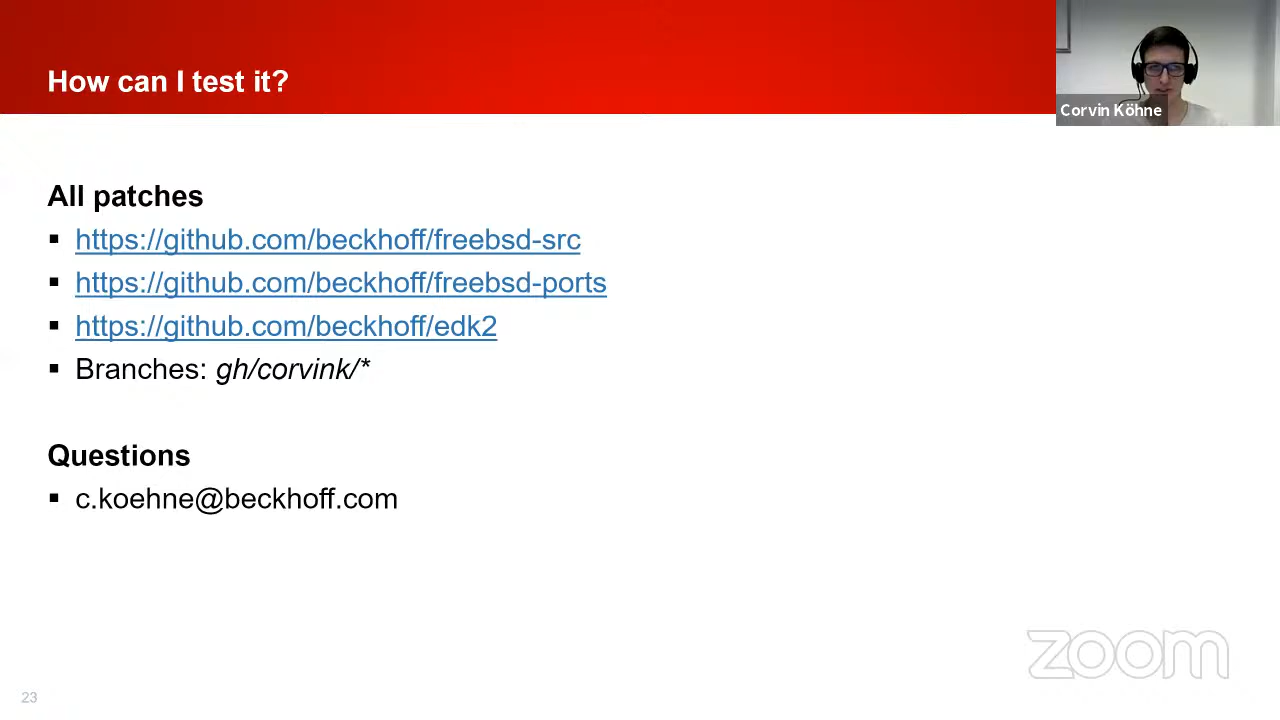 How can I test it?
Corvin Köhne
All patches
▪ https://github.com/beckhoff/freebsd-src
▪ https://github.com/beckhoff/freebsd-ports
▪ https://github.com/beckhoff/edk2
▪ Branches: gh/corvink/*
Questions
▪ c.koehne@beckhoff.com
zoom
23